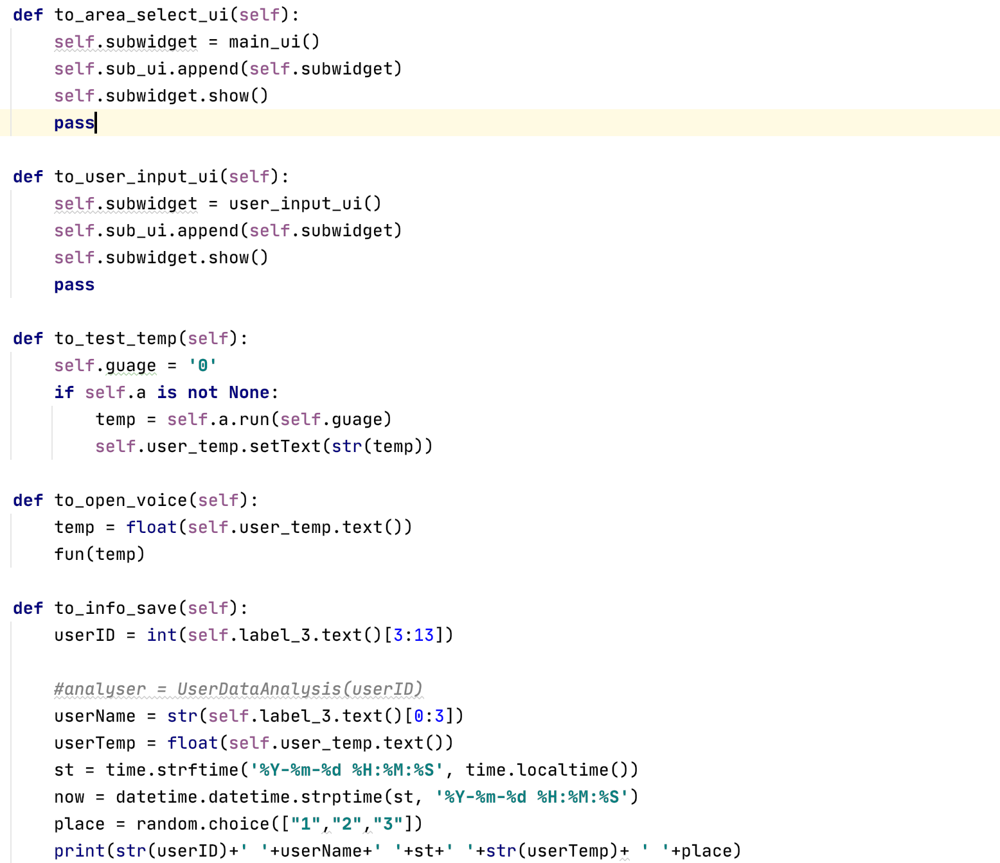 def to_area_select_ui(self):
    self.subwidget = main_ui()
    self.sub_ui.append(self.subwidget)
    self.subwidget.show()
    pass

def to_user_input_ui(self):
    self.subwidget = user_input_ui()
    self.sub_ui.append(self.subwidget)
    self.subwidget.show()
    pass

def to_test_temp(self):
    self.guage = '0'
    if self.a is not None:
        temp = self.a.run(self.guage)
        self.user_temp.setText(str(temp))

def to_open_voice(self):
    temp = float(self.user_temp.text())
    fun(temp)

def to_info_save(self):
    userID = int(self.label_3.text()[3:13])

    #analyser = UserDataAnalysis(userID)
    userName = str(self.label_3.text()[0:3])
    userTemp = float(self.user_temp.text())
    st = time.strftime('%Y-%m-%d %H:%M:%S', time.localtime())
    now = datetime.datetime.strptime(st, '%Y-%m-%d %H:%M:%S')
    place = random.choice(["1","2","3"])
    print(str(userID)+' '+userName+' '+st+' '+str(userTemp)+ ' '+place)